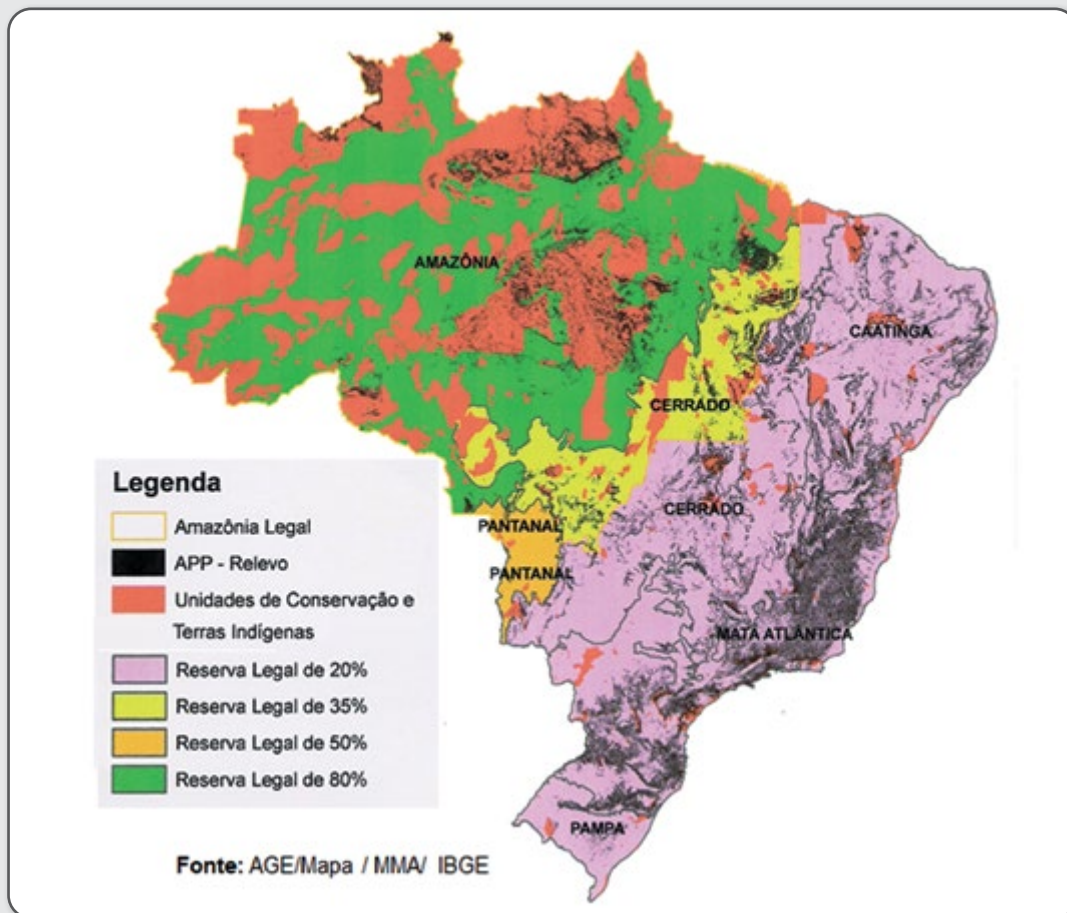 AMAZÔNIA
CAATINGA
CERRADO
CERRADO
PANTANAL
PANTANAL
MATA ATLÂNTICA
PAMPA
Legenda
Amazônia Legal
APP - Relevo
Unidades de Conservação e
Terras Indígenas
Reserva Legal de 20%
Reserva Legal de 35%
Reserva Legal de 50%
Reserva Legal de 80%
Fonte: AGE/Mapa / MMA/ IBGE